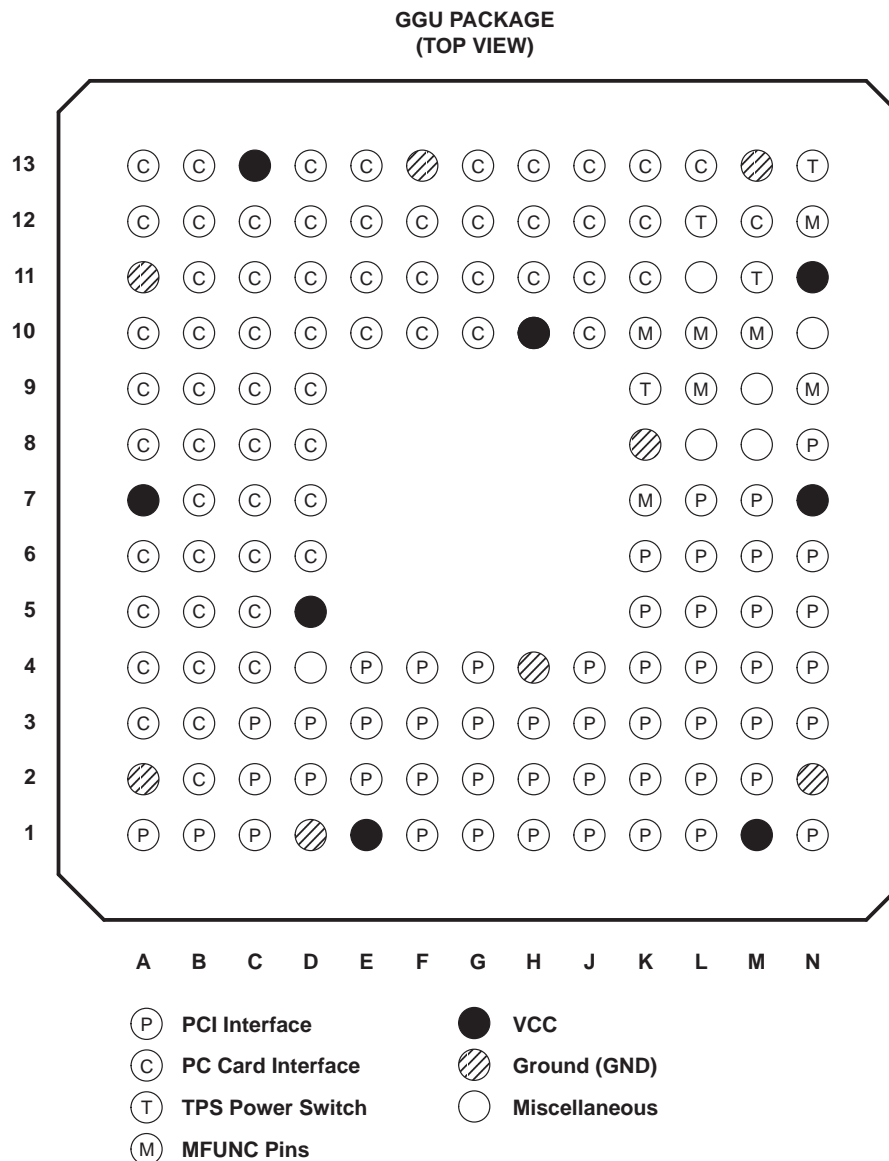 GGU PACKAGE
(TOP VIEW)
13 C C C C C C C C C T
12 C C C C C C C C C C T C M
11 C C C C C C C C C T
10 C C C C C C C C M M M
9 C C C C T M M
8 C C C C P
7 C C C M P P
6 C C C C P P P P
5 C C C P P P P
4 C C C P P P P P P P P
3 C C P P P P P P P P P P P
2 C P P P P P P P P P P
1 P P P P P P P P P P
A B C D E F G H J K L M N
P PCI Interface VCC
C PC Card Interface Ground (GND)
T TPS Power Switch Miscellaneous
M MFUNC Pins